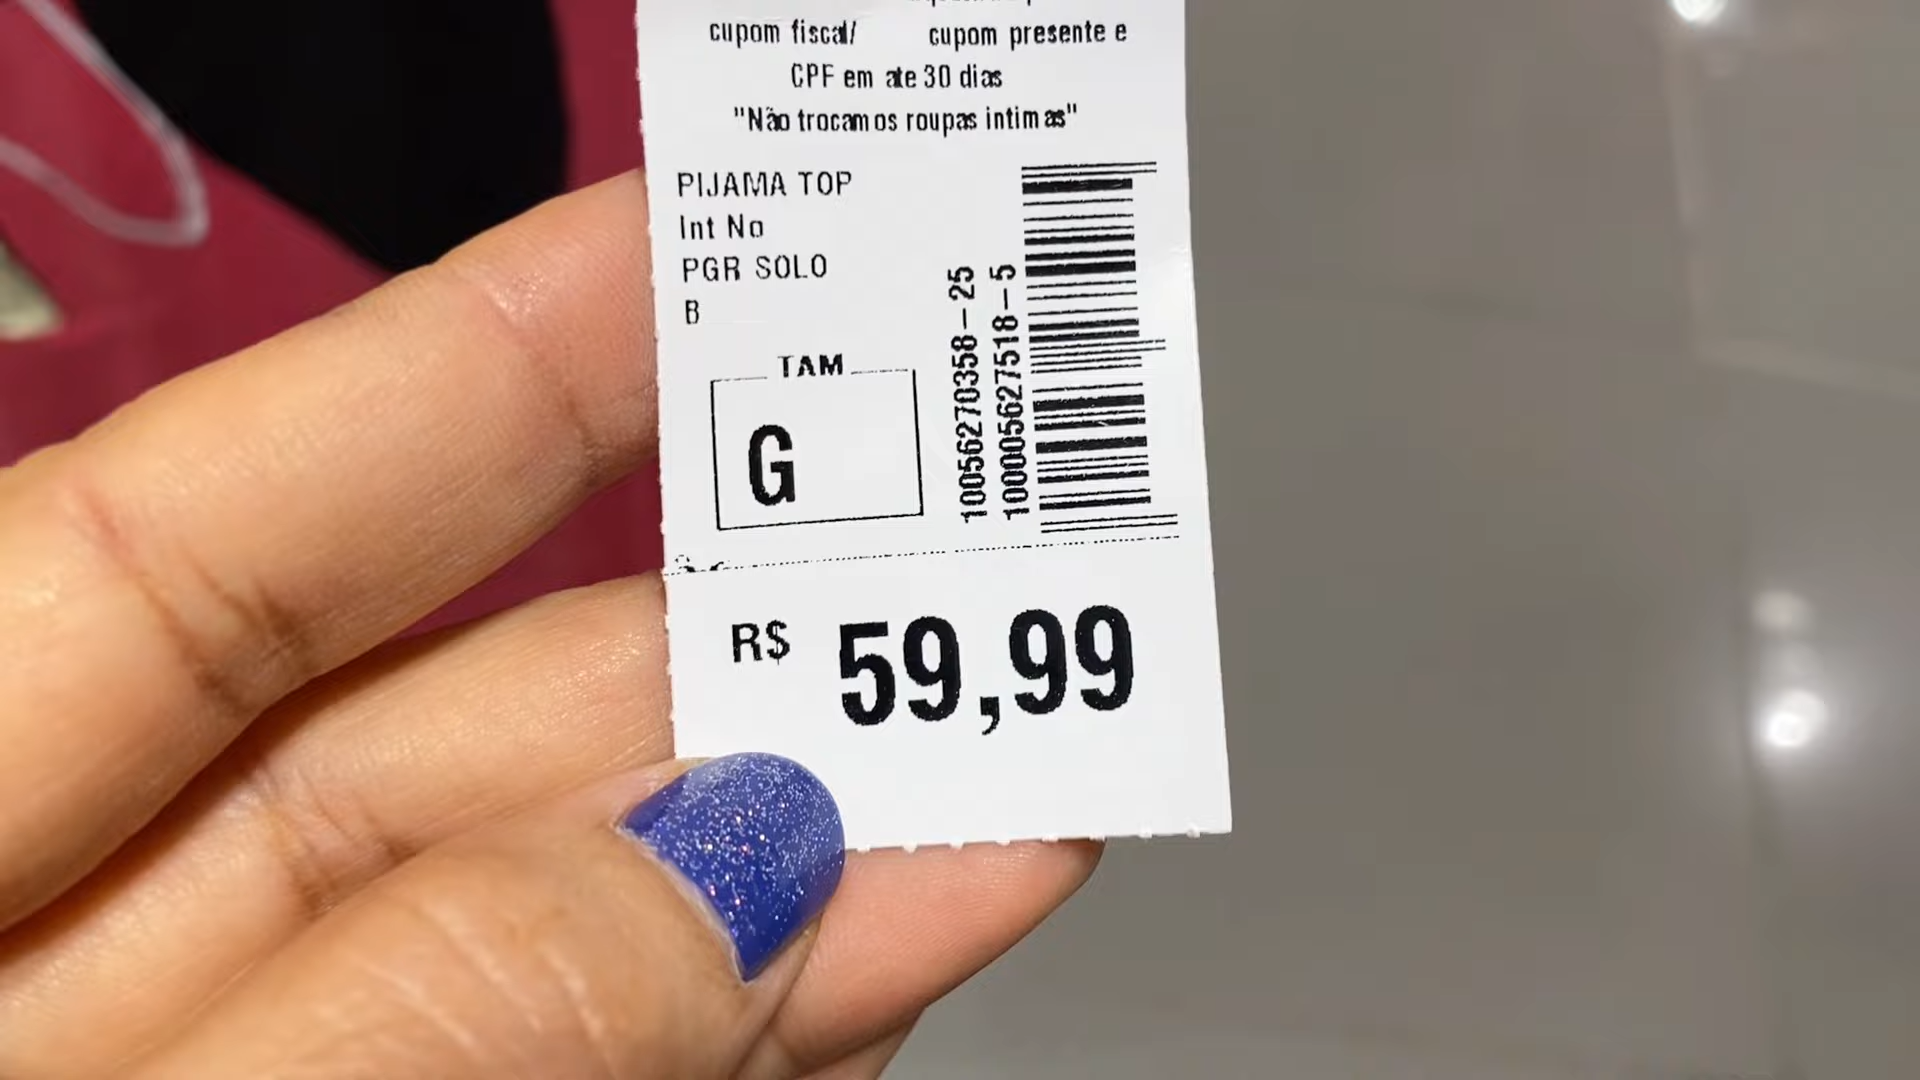 cupom fiscal/ cupom presente e
CPF em ate 30 dias
"Não trocamos roupas intimas"
PIJAMA TOP
Int No
PGR SOLO
B
TAM
G
10056270358-25
100005627518-5
R$ 59,99